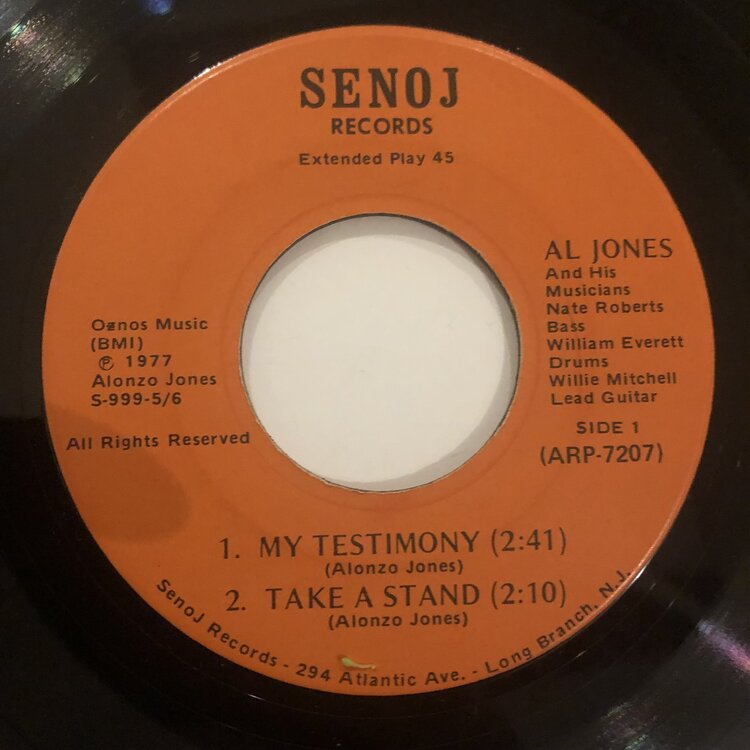 SENOJ
RECORDS
Extended Play 45
Oznos Music
(BMI)
℗ 1977
Alonzo Jones
S-999-5/6
All Rights Reserved
AL JONES
And His
Musicians
Nate Roberts
Bass
William Everett
Drums
Willie Mitchell
Lead Guitar
SIDE 1
(ARP-7207)
1. MY TESTIMONY (2:41)
(Alonzo Jones)
2. TAKE A STAND (2:10)
(Alonzo Jones)
SenoJ Records - 294 Atlantic Ave. - Long Branch, N.J.